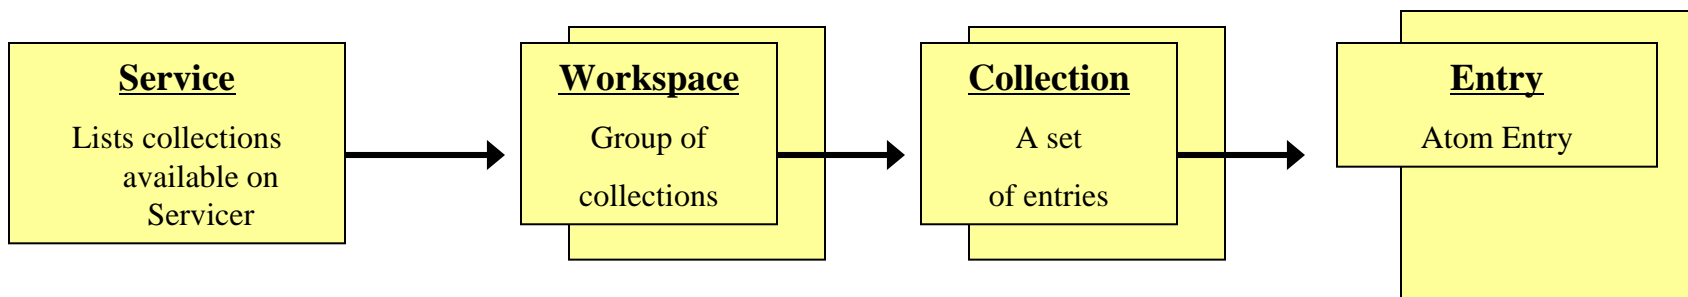 Service
Lists collections
available on
Servicer
Workspace
Group of
collections
Collection
A set
of entries
Entry
Atom Entry